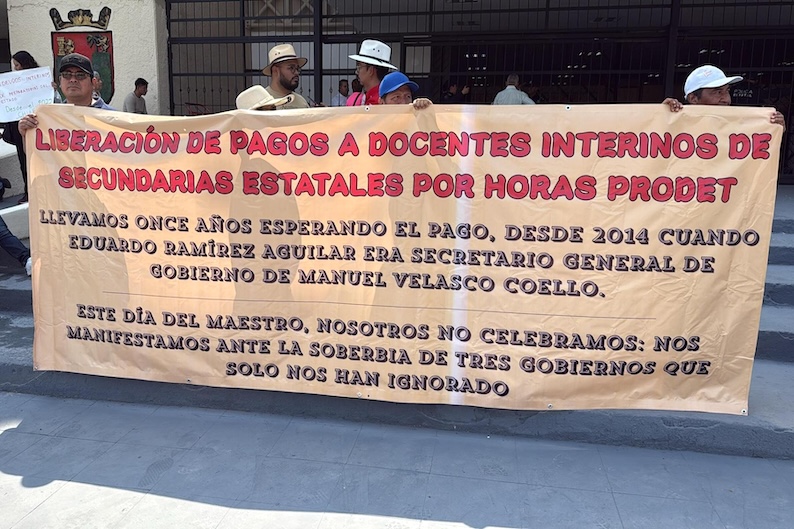 LIBERACIÓN DE PAGOS A DOCENTES INTERINOS DE
SECUNDARIAS ESTATALES POR HORAS PRODET
LLEVAMOS ONCE AÑOS ESPERANDO EL PAGO, DESDE 2014 CUANDO
EDUARDO RAMÍREZ AGUILAR ERA SECRETARIO GENERAL DE
GOBIERNO DE MANUEL VELASCO COELLO.
ESTE DÍA DEL MAESTRO, NOSOTROS NO CELEBRAMOS: NOS
MANIFESTAMOS ANTE LA SOBERBIA DE TRES GOBIERNOS QUE
SOLO NOS HAN IGNORADO